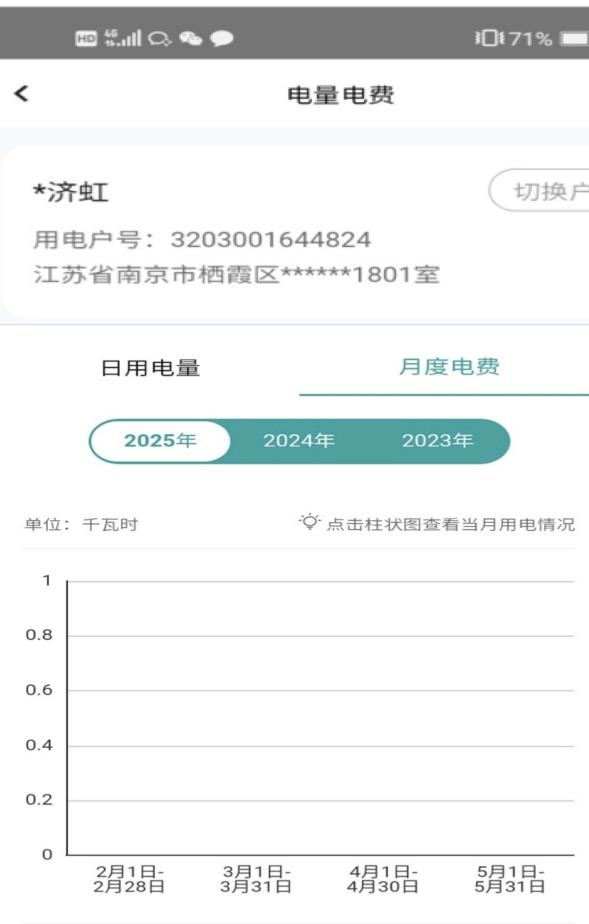 HD 4G 71%
电量电费
*济虹
切换户
用电户号：3203001644824
江苏省南京市栖霞区******1801室
日用电量 月度电费
2025年 2024年 2023年
单位：千瓦时 点击柱状图查看当月用电情况
1
0.8
0.6
0.4
0.2
0
2月1日-
2月28日
3月1日-
3月31日
4月1日-
4月30日
5月1日-
5月31日